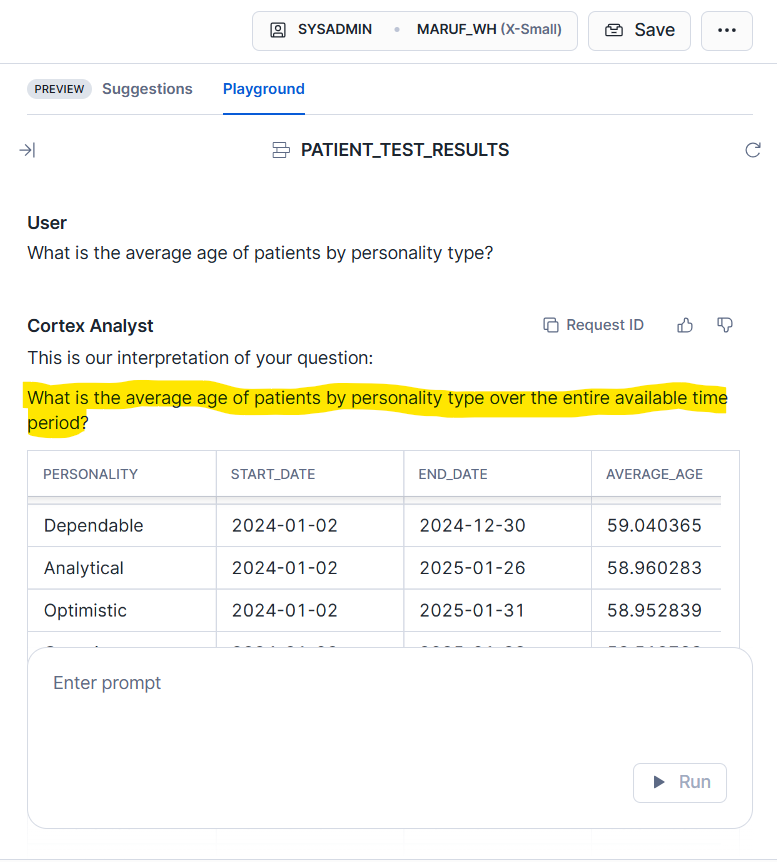 SYSADMIN • MARUF_WH (X-Small) Save ...
PREVIEW Suggestions Playground
PATIENT_TEST_RESULTS
User
What is the average age of patients by personality type?
Cortex Analyst Request ID
This is our interpretation of your question:
What is the average age of patients by personality type over the entire available time
period?
PERSONALITY START_DATE END_DATE AVERAGE_AGE
Dependable 2024-01-02 2024-12-30 59.040365
Analytical 2024-01-02 2025-01-26 58.960283
Optimistic 2024-01-02 2025-01-31 58.952839
Enter prompt
Run